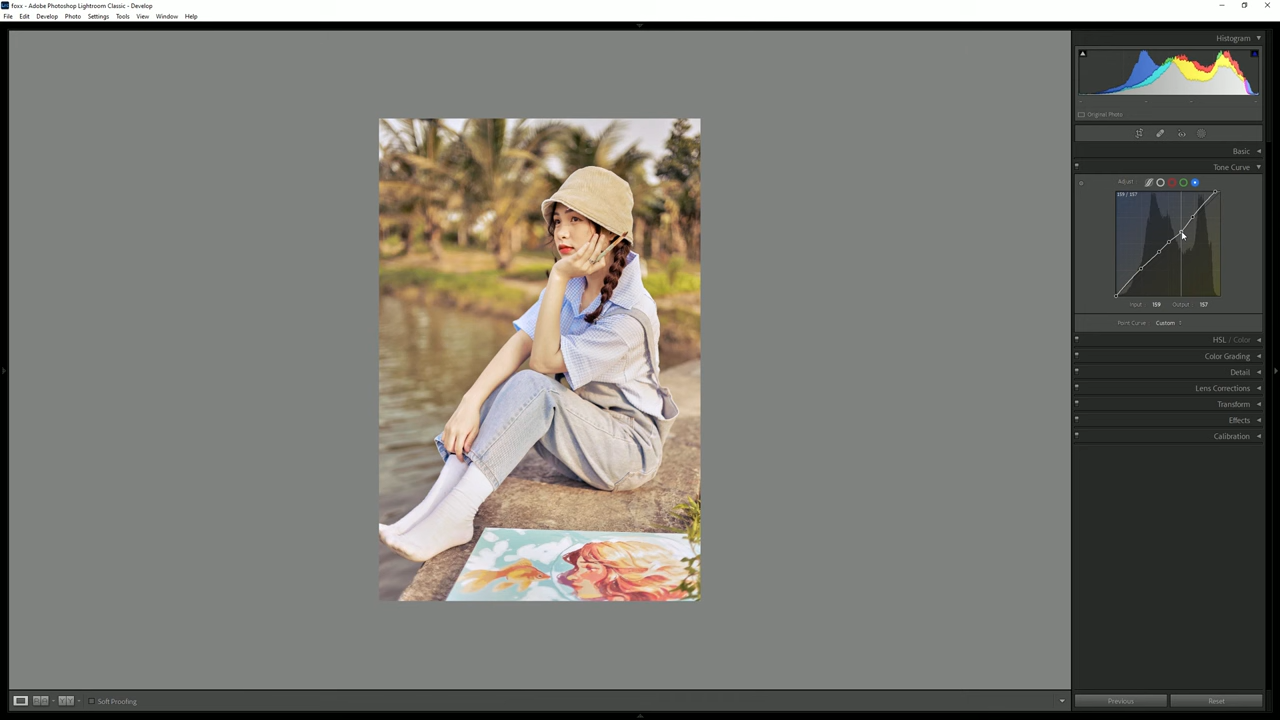 foxx - Adobe Photoshop Lightroom Classic - Develop
File Edit Develop Photo Settings Tools View Window Help
Histogram
Original Photo
Basic
Tone Curve
Adjust :
159 / 157
Input : 159 Output : 157
Point Curve : Custom
HSL / Color
Color Grading
Detail
Lens Corrections
Transform
Effects
Calibration
Soft Proofing
Previous Reset